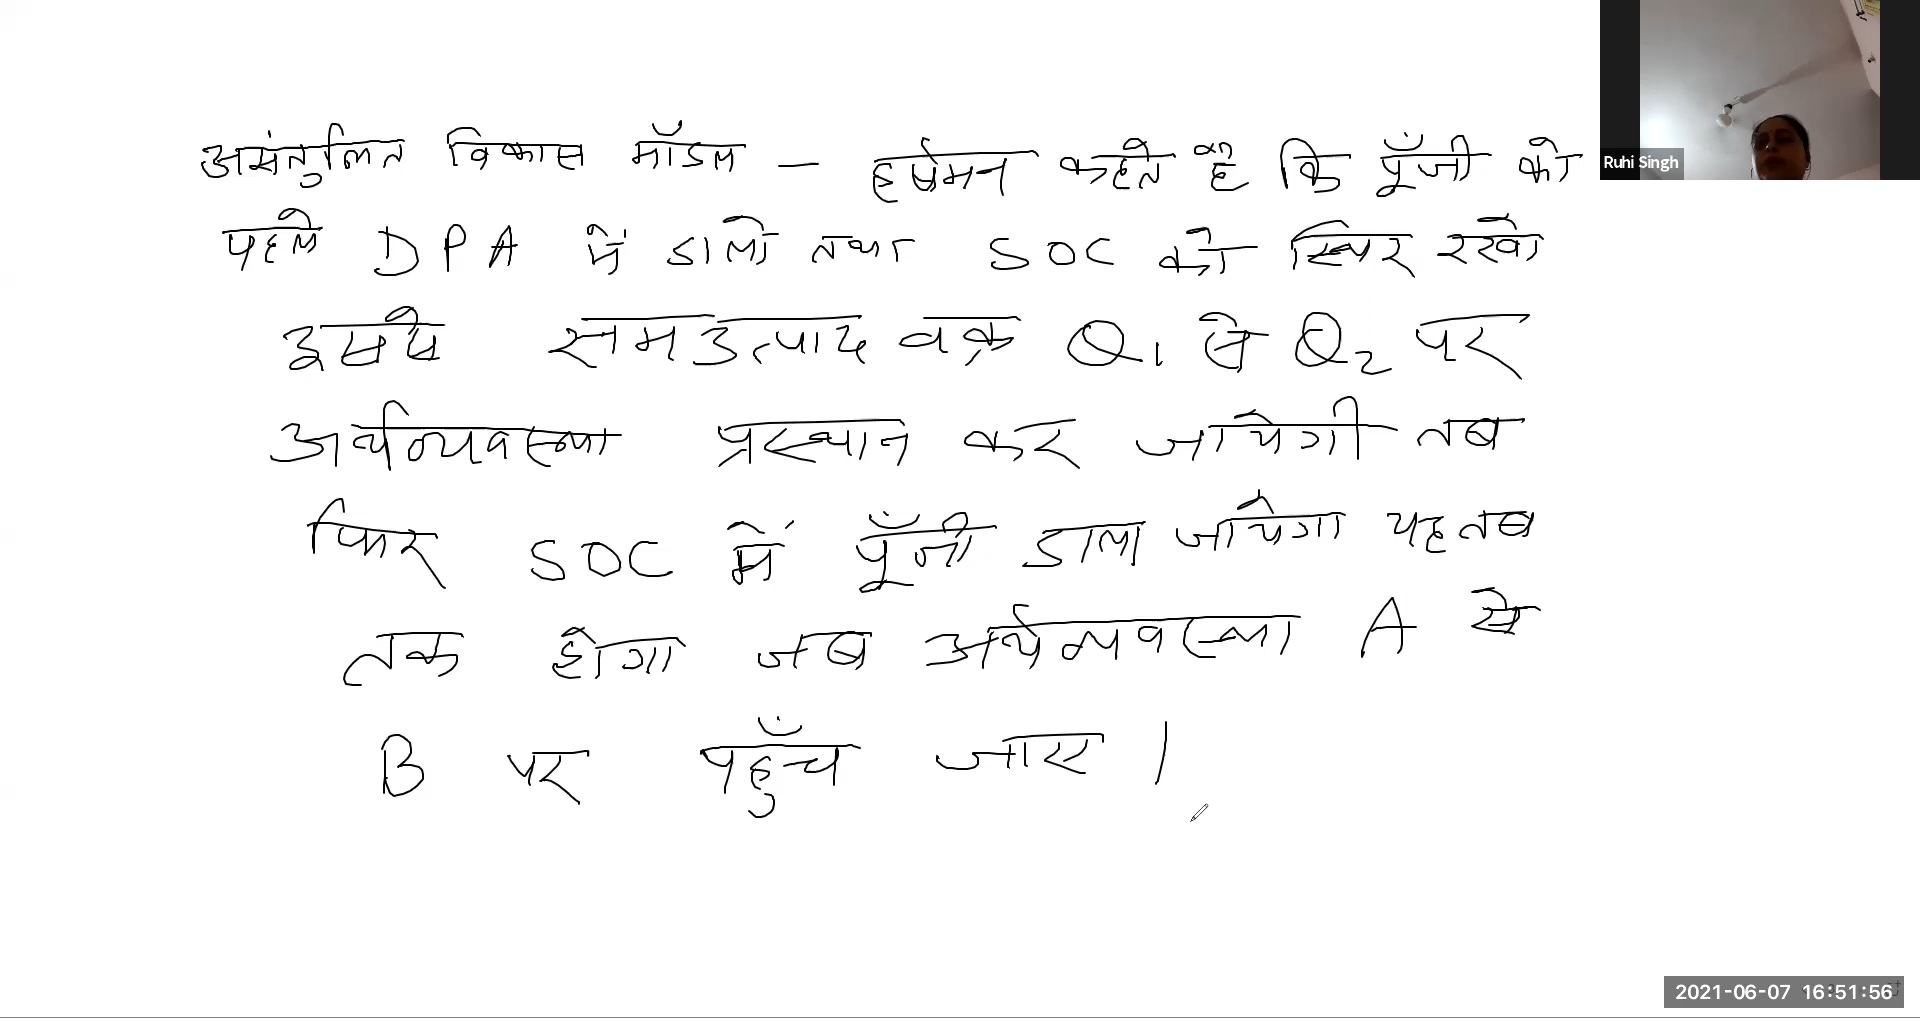 असंतुलित विकास मॉडल — हर्षमन कहते हैं कि पूँजी को
Ruhi Singh
पहले DPA में डालो तथा SOC को स्थिर रखो
इससे समउत्पाद वक्र Q1 से Q2 पर
अर्थव्यवस्था प्रस्थान कर जायेगी तब
फिर SOC में पूँजी डाला जायेगा यह तब
तक होगा जब अर्थव्यवस्था A से
B पर पहुँच जाए।
2021-06-07 16:51:56